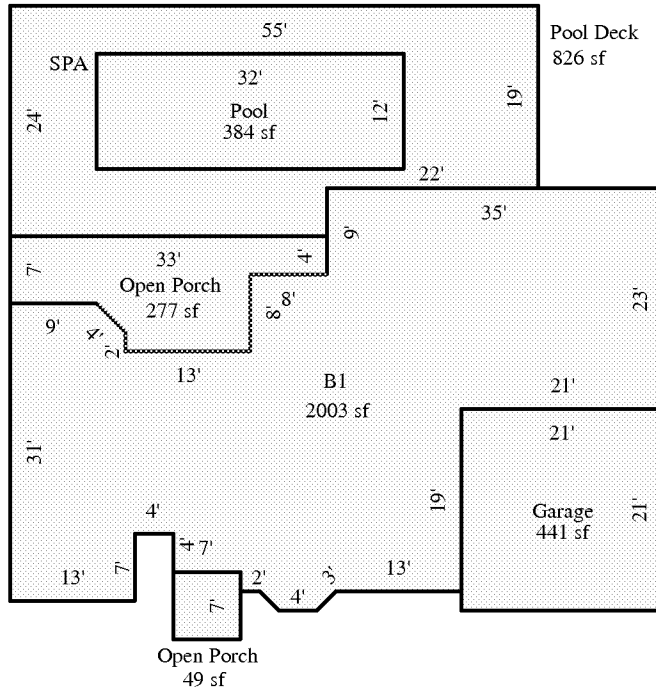 55'
Pool Deck
826 sf
SPA
32'
24'
Pool
384 sf
12'
19'
22'
35'
9'
33'
4'
7'
Open Porch
277 sf
8'
8'
23'
9'
4'
2'
13'
B1
2003 sf
21'
21'
31'
19'
Garage
441 sf
21'
4'
4'
7'
7'
13'
2'
3'
13'
7'
4'
Open Porch
49 sf